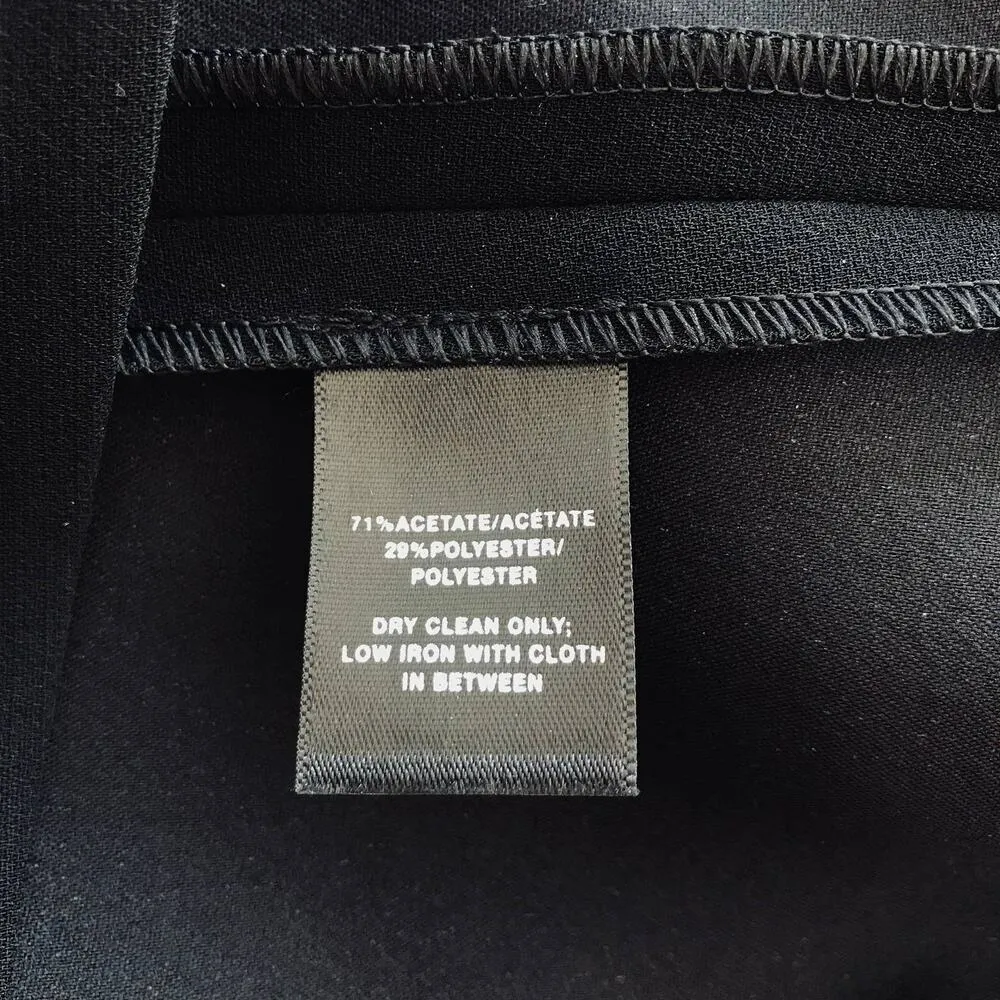 71%ACETATE/ACÉTATE
29%POLYESTER/
POLYESTER
DRY CLEAN ONLY;
LOW IRON WITH CLOTH
IN BETWEEN